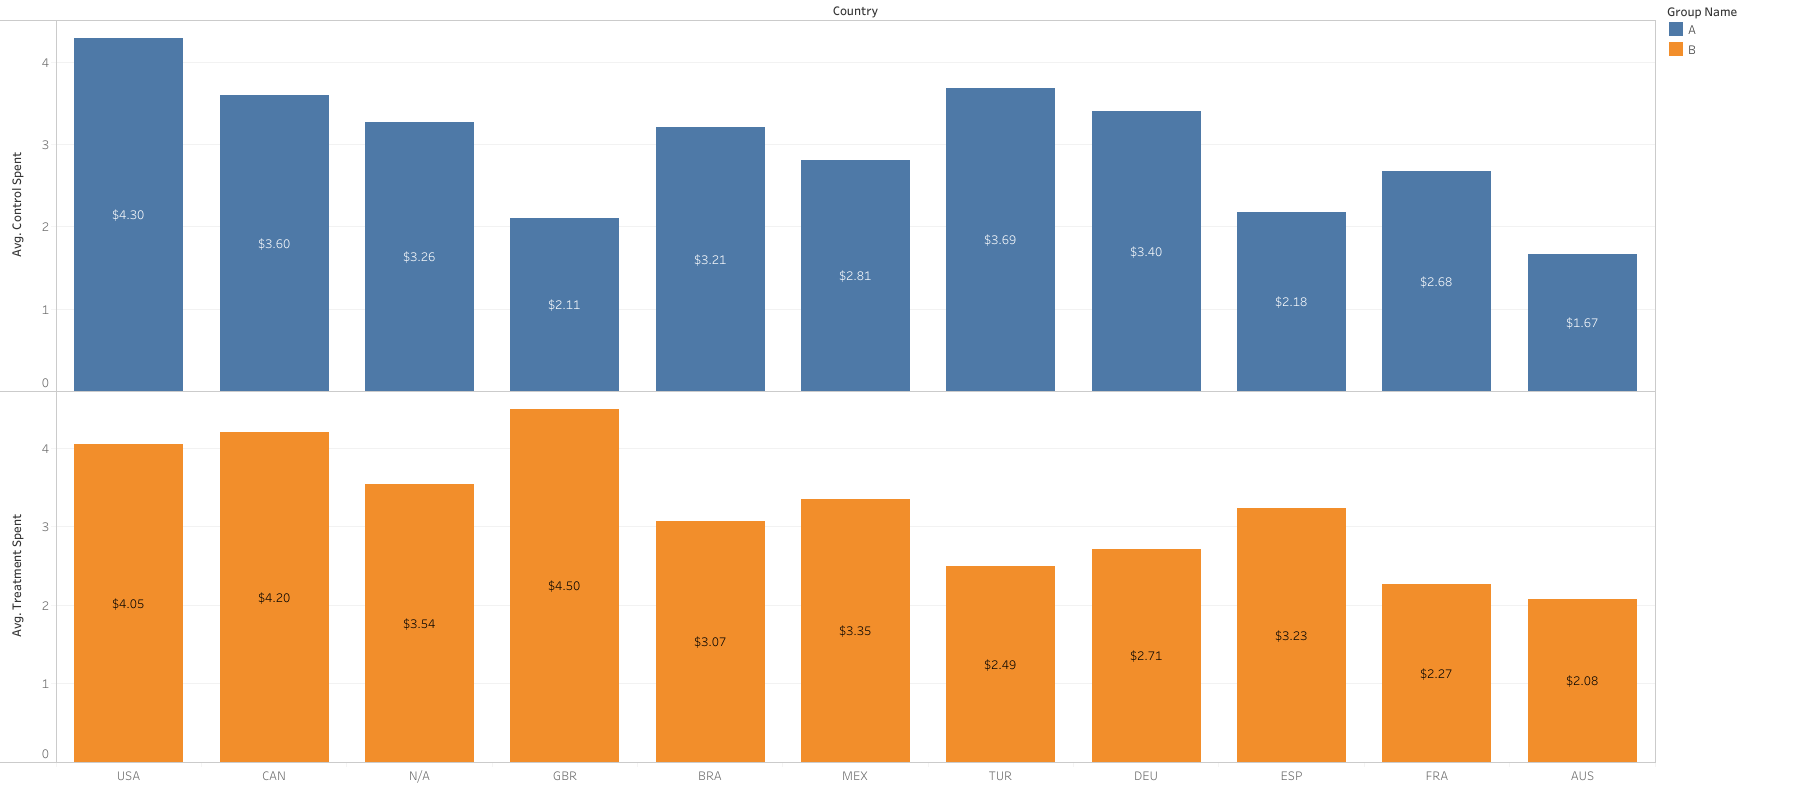 Country
Group Name
A
B
Avg. Control Spent
4
3
2
1
0
$4.30
$3.60
$3.26
$2.11
$3.21
$2.81
$3.69
$3.40
$2.18
$2.68
$1.67
Avg. Treatment Spent
4
3
2
1
0
$4.05
$4.20
$3.54
$4.50
$3.07
$3.35
$2.49
$2.71
$3.23
$2.27
$2.08
USA
CAN
N/A
GBR
BRA
MEX
TUR
DEU
ESP
FRA
AUS